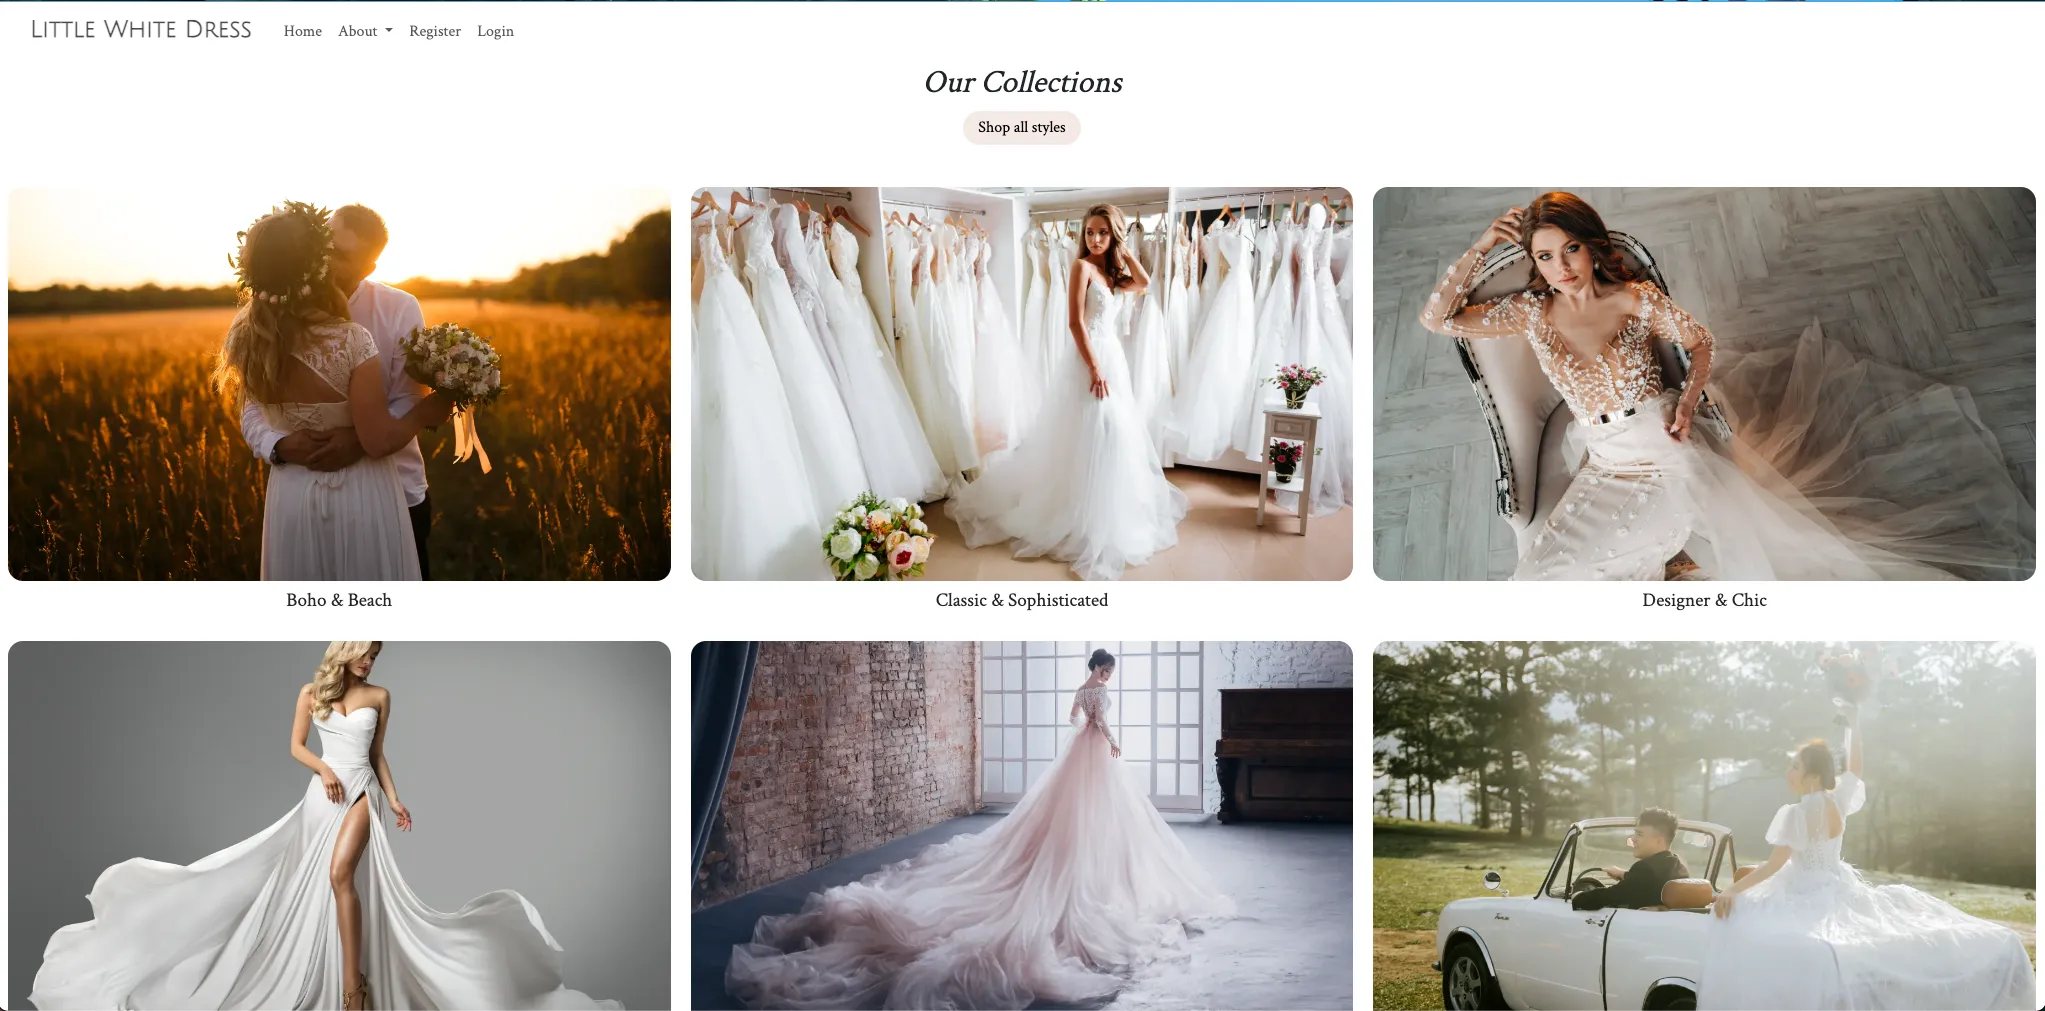 LITTLE WHITE DRESS
Home
About
Register
Login
Our Collections
Shop all styles
Boho & Beach
Classic & Sophisticated
Designer & Chic